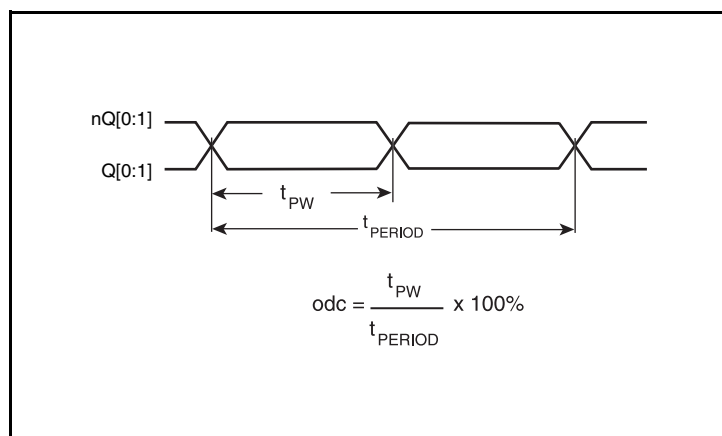 nQ[0:1]
Q[0:1]
tPW
tPERIOD
odc = tPW / tPERIOD x 100%